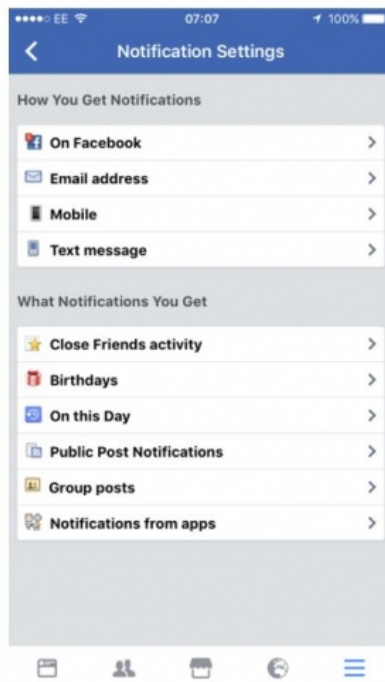 EE 07:07 100%
Notification Settings
How You Get Notifications
On Facebook
Email address
Mobile
Text message
What Notifications You Get
Close Friends activity
Birthdays
On this Day
Public Post Notifications
Group posts
Notifications from apps